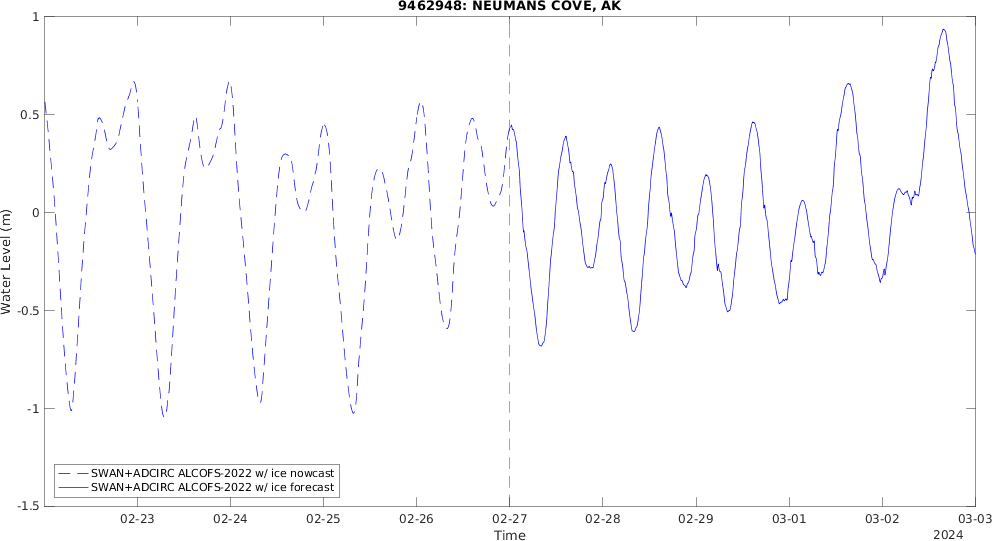 9462948: NEUMANS COVE, AK
Water Level (m)
1
0.5
0
-0.5
-1
-1.5
SWAN+ADCIRC ALCOFS-2022 w/ ice nowcast
SWAN+ADCIRC ALCOFS-2022 w/ ice forecast
02-23 02-24 02-25 02-26 02-27 02-28 02-29 03-01 03-02 03-03
Time
2024